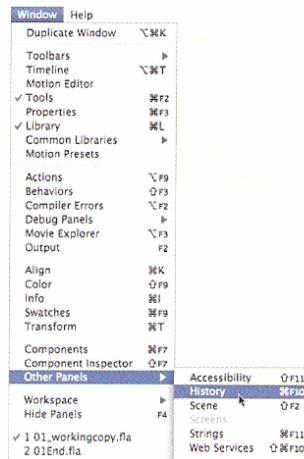 Window Help
Duplicate Window ⌥⌘K
Toolbars ▶
Timeline ⌥⌘T
Motion Editor
✓ Tools ⌘F2
Properties ⌘F3
✓ Library ⌘L
Common Libraries ▶
Motion Presets
Actions ⌥F9
Behaviors ⇧F3
Compiler Errors ⌥F2
Debug Panels ▶
Movie Explorer ⌥F3
Output F2
Align ⌘K
Color ⇧F9
Info ⌘I
Swatches ⌘F9
Transform ⌘T
Components ⌘F7
Component Inspector ⇧F7
Other Panels ▶
Workspace ▶
Hide Panels F4
✓ 1 01_workingcopy.fla
2 01End.fla
Accessibility ⇧F11
History ⌘F10
Scene ⇧F2
Screens
Strings ⌘F11
Web Services ⇧⌘F10